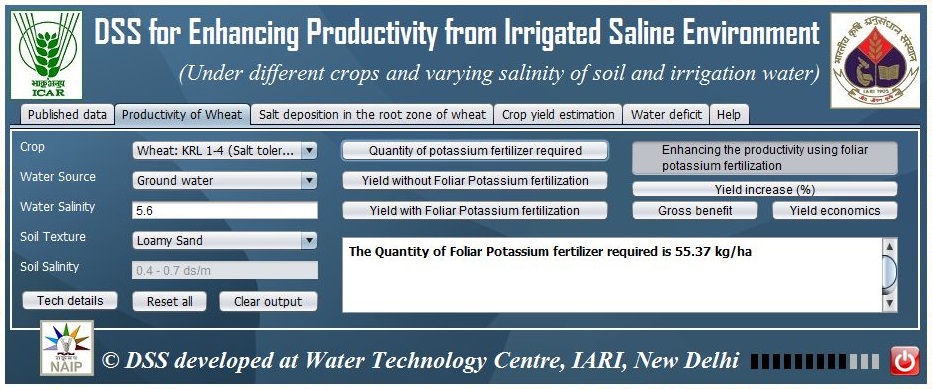 DSS for Enhancing Productivity from Irrigated Saline Environment
(Under different crops and varying salinity of soil and irrigation water)
भाकृअनुप
ICAR
भारतीय कृषि अनुसंधान संस्थान
IARI 1905
Published data
Productivity of Wheat
Salt deposition in the root zone of wheat
Crop yield estimation
Water deficit
Help
Crop
Wheat: KRL 1-4 (Salt toler...
Water Source
Ground water
Water Salinity
5.6
Soil Texture
Loamy Sand
Soil Salinity
0.4 - 0.7 ds/m
Tech details
Reset all
Clear output
Quantity of potassium fertilizer required
Yield without Foliar Potassium fertilization
Yield with Foliar Potassium fertilization
Enhancing the productivity using foliar
potassium fertilization
Yield increase (%)
Gross benefit
Yield economics
The Quantity of Foliar Potassium fertilizer required is 55.37 kg/ha
NAIP
© DSS developed at Water Technology Centre, IARI, New Delhi